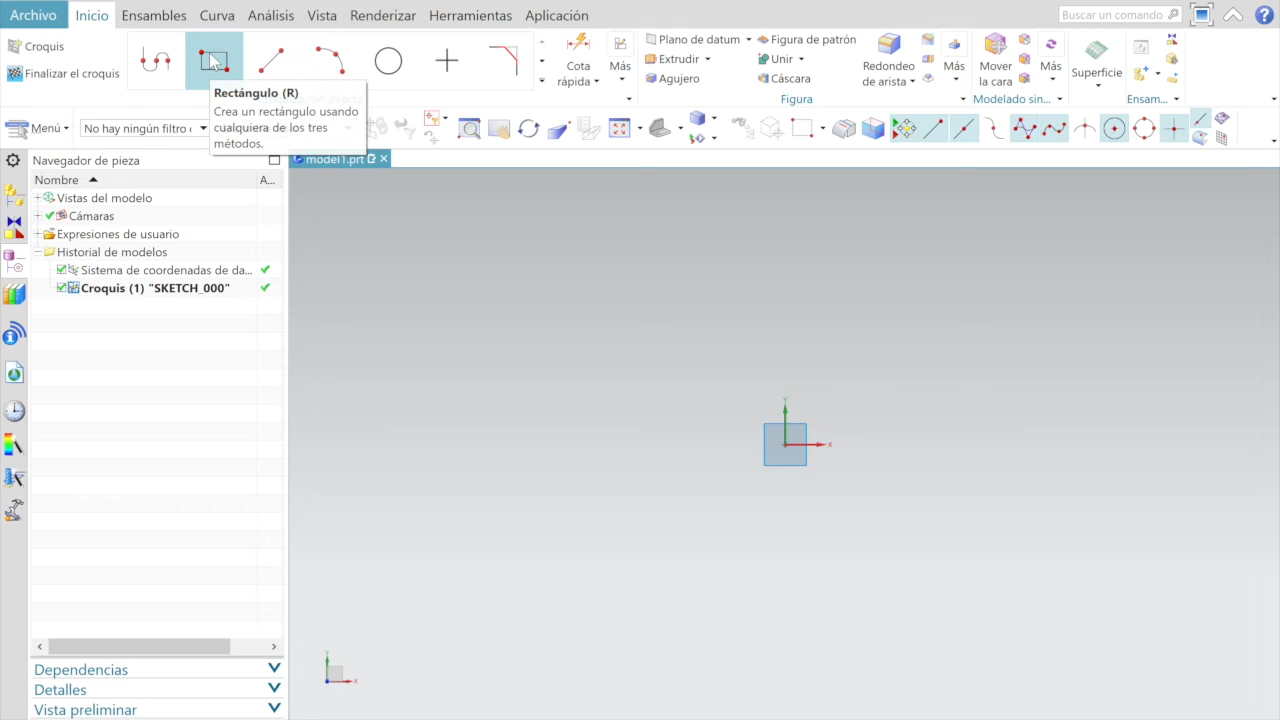 Archivo
Inicio
Ensambles
Curva
Análisis
Vista
Renderizar
Herramientas
Aplicación
Buscar un comando
Croquis
Finalizar el croquis
Cota
rápida
Más
Plano de datum
Extrudir
Agujero
Figura de patrón
Unir
Cáscara
Redondeo
de arista
Más
Figura
Mover
la cara
Más
Modelado sin...
Superficie
Ensam...
Rectángulo (R)
Crea un rectángulo usando
cualquiera de los tres
métodos.
Menú
No hay ningún filtro
Navegador de pieza
model1.prt
Nombre
A...
Vistas del modelo
Cámaras
Expresiones de usuario
Historial de modelos
Sistema de coordenadas de da...
Croquis (1) "SKETCH_000"
Y
X
Y
X
Dependencias
Detalles
Vista preliminar